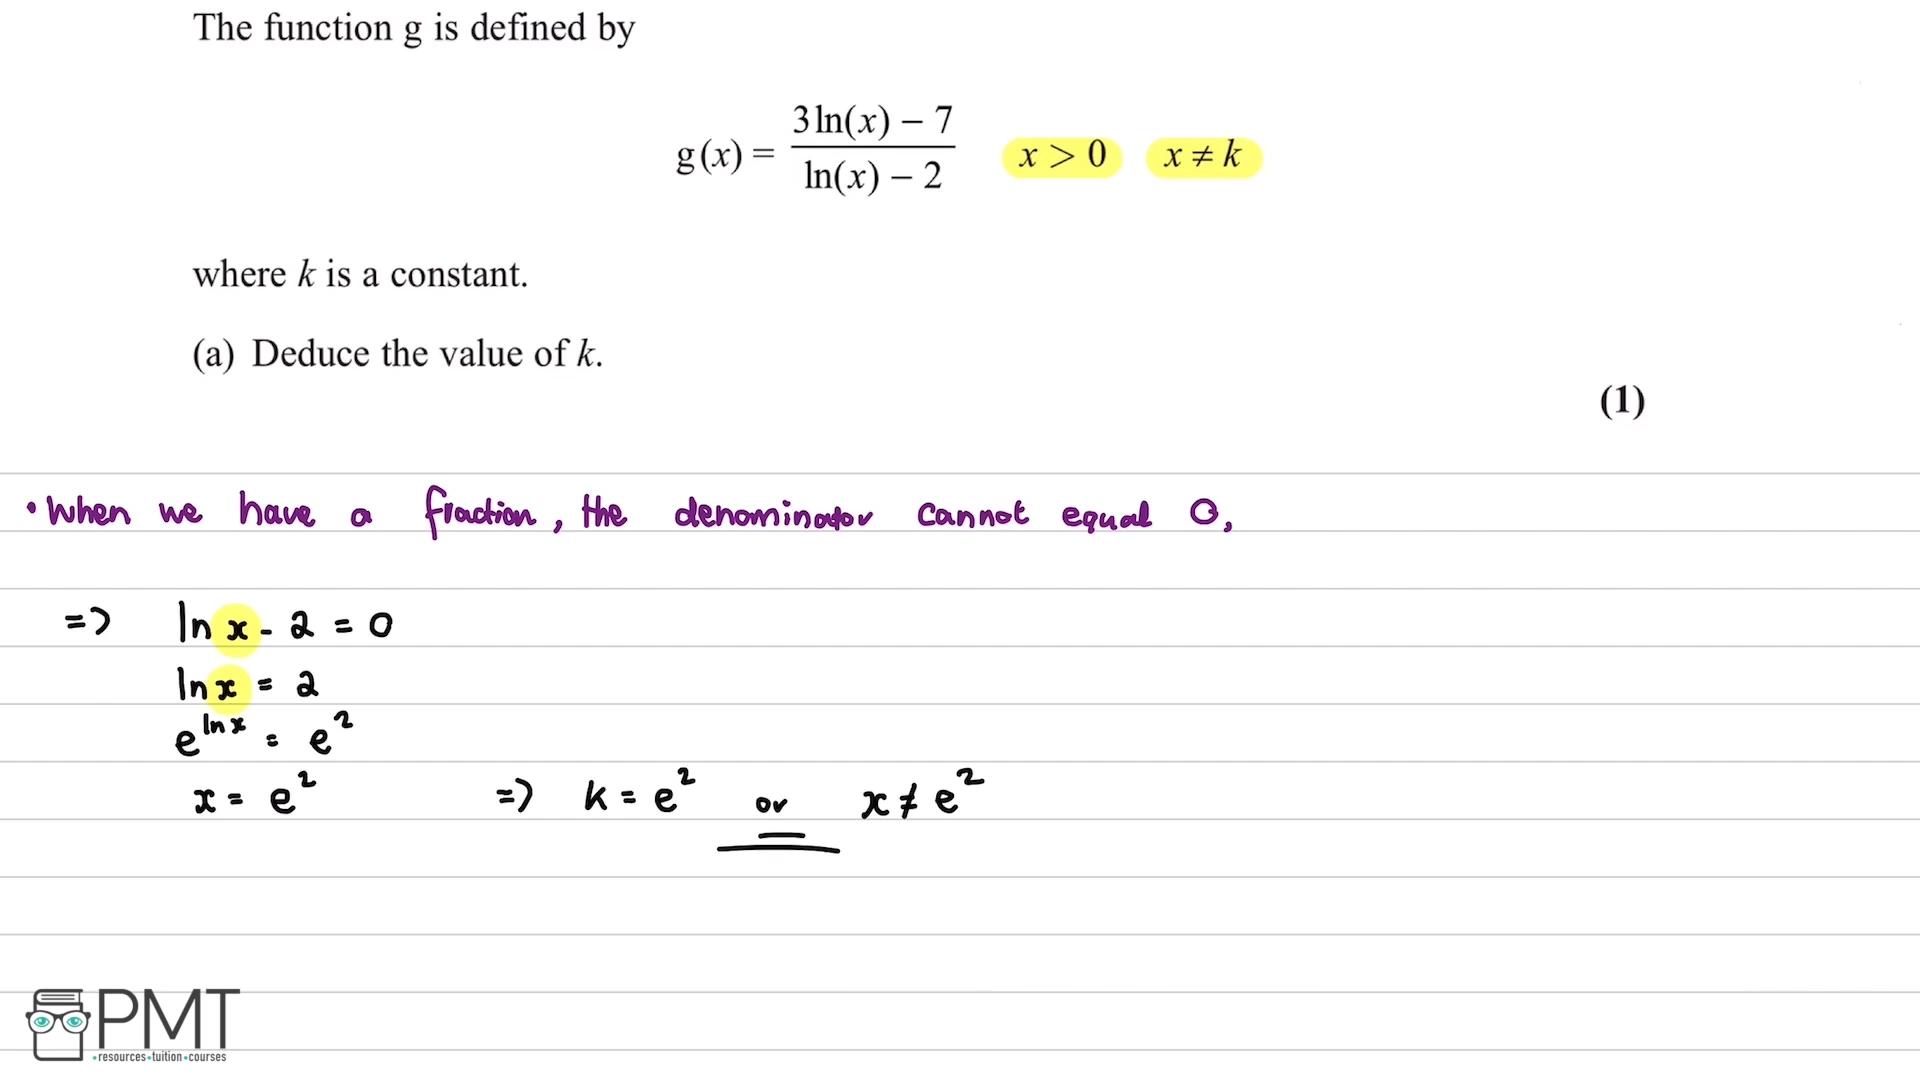 The function g is defined by
g(x) = (3ln(x) − 7)/(ln(x) − 2) x > 0 x ≠ k
where k is a constant.
(a) Deduce the value of k.
(1)
• When we have a fraction, the denominator cannot equal 0,
=> ln x - 2 = 0
ln x = 2
e^(ln x) = e^2
x = e^2 => k = e^2 or x ≠ e^2
PMT
•resources•tuition•courses